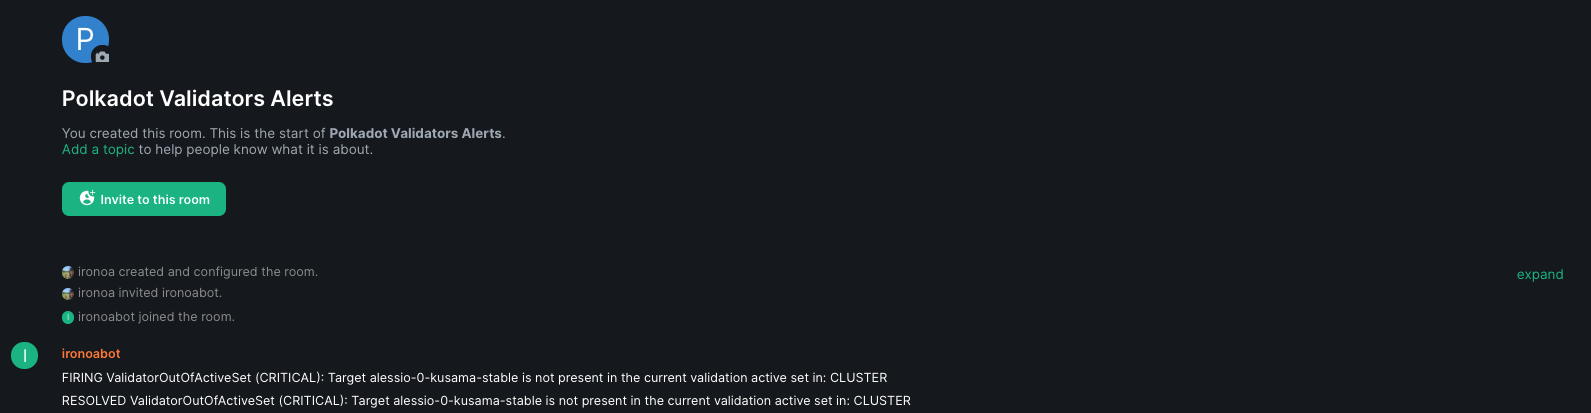 P
Polkadot Validators Alerts
You created this room. This is the start of Polkadot Validators Alerts.
Add a topic to help people know what it is about.
Invite to this room
ironoa created and configured the room.
expand
ironoa invited ironoabot.
I ironoabot joined the room.
I ironoabot
FIRING ValidatorOutOfActiveSet (CRITICAL): Target alessio-0-kusama-stable is not present in the current validation active set in: CLUSTER
RESOLVED ValidatorOutOfActiveSet (CRITICAL): Target alessio-0-kusama-stable is not present in the current validation active set in: CLUSTER